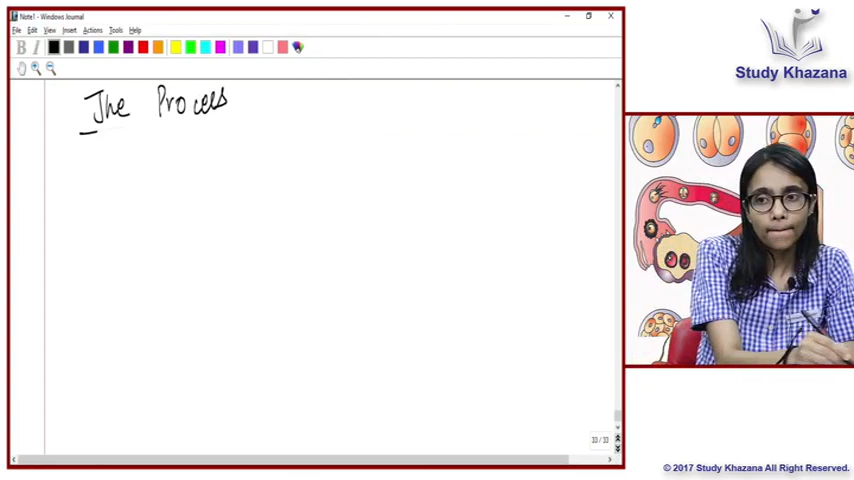 Note1 - Windows Journal
File Edit View Insert Actions Tools Help
B I
The Process
33 / 33
Study Khazana
© 2017 Study Khazana All Right Reserved.